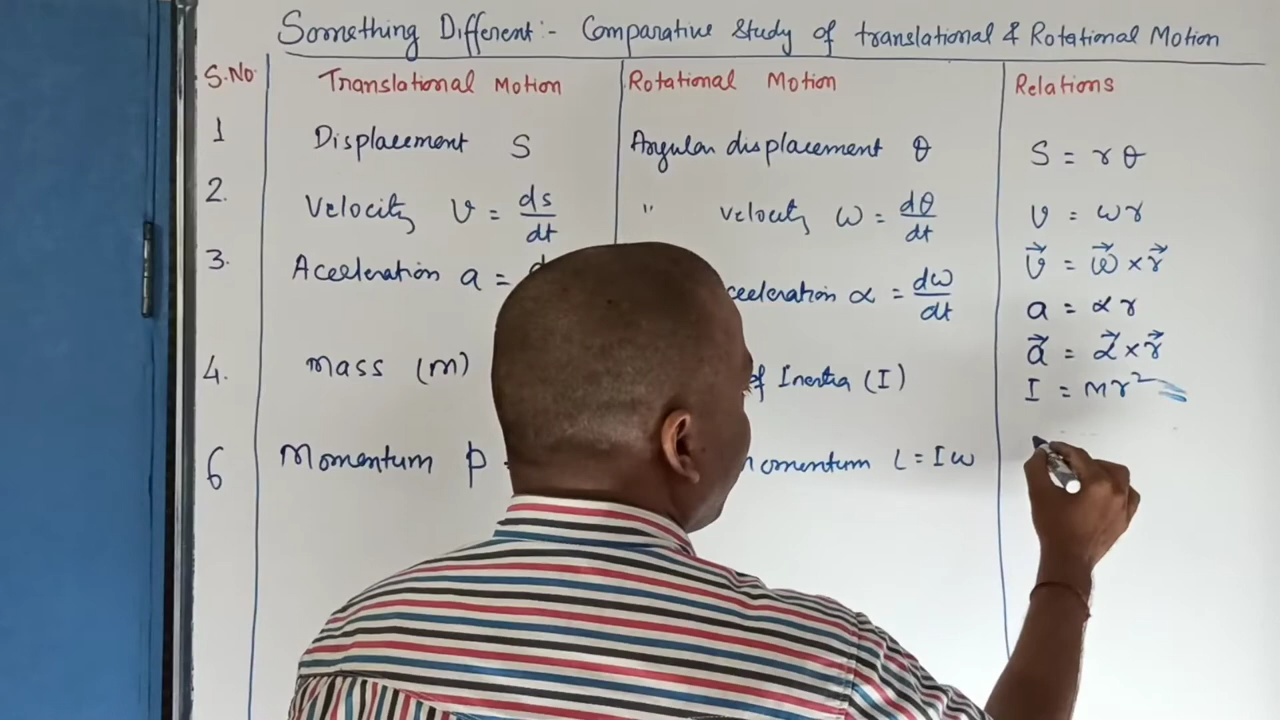 Something Different:- Comparative Study of translational & Rotational Motion
S.No. Translational Motion Rotational Motion Relations
1 Displacement S Angular displacement θ S = rθ
2. Velocity v = ds/dt " velocity ω = dθ/dt v = ωr
v⃗ = ω⃗ × r⃗
3. Acceleration a = dω/dt a = αr
a⃗ = α⃗ × r⃗
4. Mass (m) of Inertia (I) I = mr²
6 Momentum p L = Iω